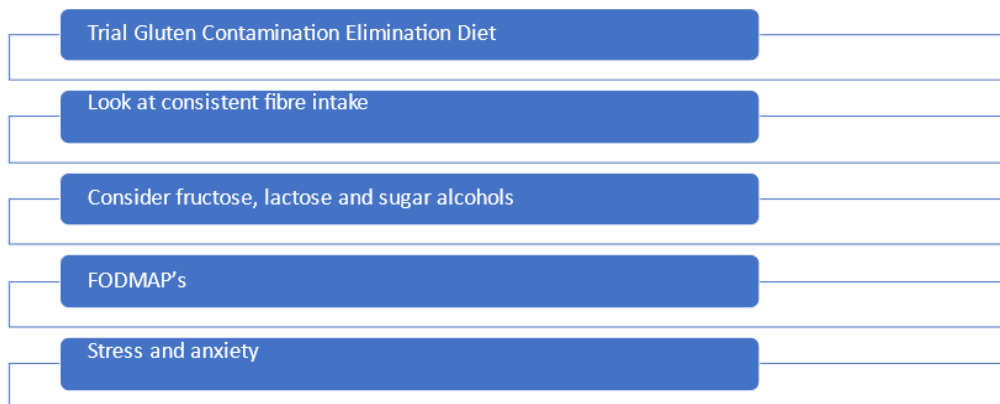 Trial Gluten Contamination Elimination Diet
Look at consistent fibre intake
Consider fructose, lactose and sugar alcohols
FODMAP's
Stress and anxiety